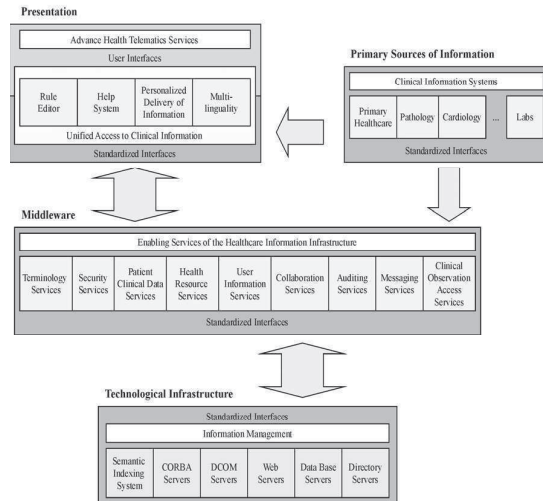 Presentation
Advance Health Telematics Services
User Interfaces
Rule
Editor
Help
System
Personalized
Delivery of
Information
Multi-
linguality
Unified Access to Clinical Information
Standardized Interfaces
Primary Sources of Information
Clinical Information Systems
Primary
Healthcare
Pathology
Cardiology
...
Labs
Standardized Interfaces
Middleware
Enabling Services of the Healthcare Information Infrastructure
Terminology
Services
Security
Services
Patient
Clinical Data
Services
Health
Resource
Services
User
Information
Services
Collaboration
Services
Auditing
Services
Messaging
Services
Clinical
Observation
Access
Services
Standardized Interfaces
Technological Infrastructure
Standardized Interfaces
Information Management
Semantic
Indexing
System
CORBA
Servers
DCOM
Servers
Web
Servers
Data Base
Servers
Directory
Servers